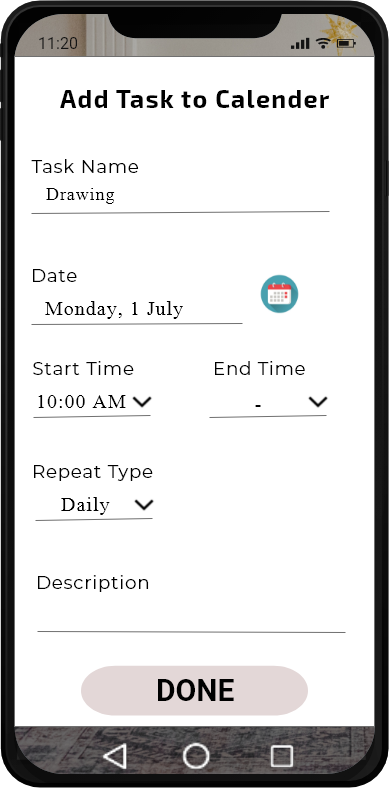 11:20
Add Task to Calender
Task Name
Drawing
Date
Monday, 1 July
Start Time End Time
10:00 AM -
Repeat Type
Daily
Description
DONE